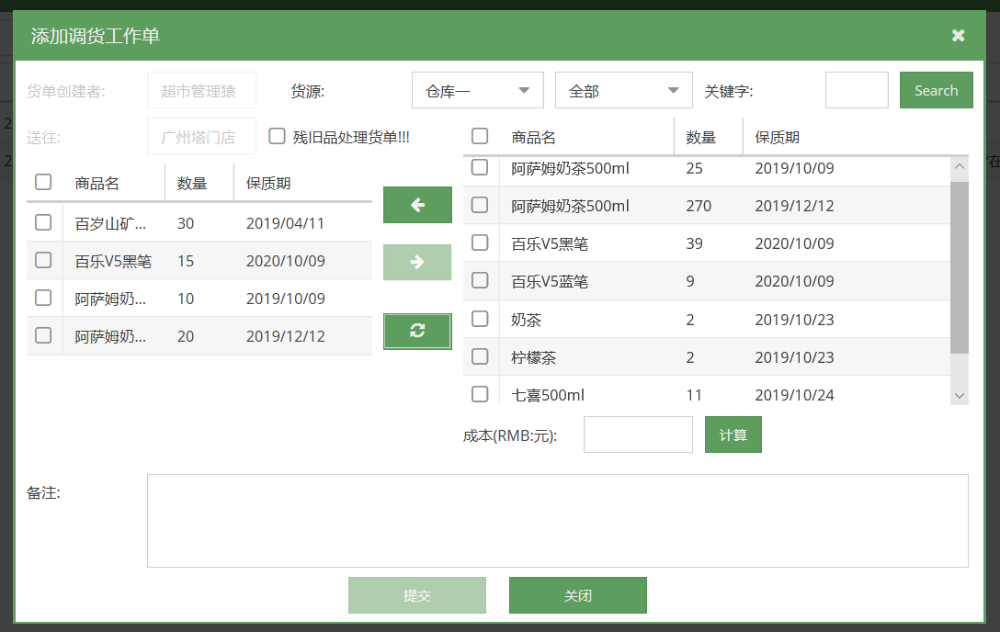 添加调货工作单
货单创建者: 超市管理猿 货源: 仓库一 全部 关键字: Search
送往: 广州塔门店 残旧品处理货单!!!
商品名 数量 保质期
百岁山矿... 30 2019/04/11
百乐V5黑笔 15 2020/10/09
阿萨姆奶... 10 2019/10/09
阿萨姆奶... 20 2019/12/12
商品名 数量 保质期
阿萨姆奶茶500ml 25 2019/10/09
阿萨姆奶茶500ml 270 2019/12/12
百乐V5黑笔 39 2020/10/09
百乐V5蓝笔 9 2020/10/09
奶茶 2 2019/10/23
柠檬茶 2 2019/10/23
七喜500ml 11 2019/10/24
成本(RMB:元): 计算
备注:
提交 关闭
2
2
在